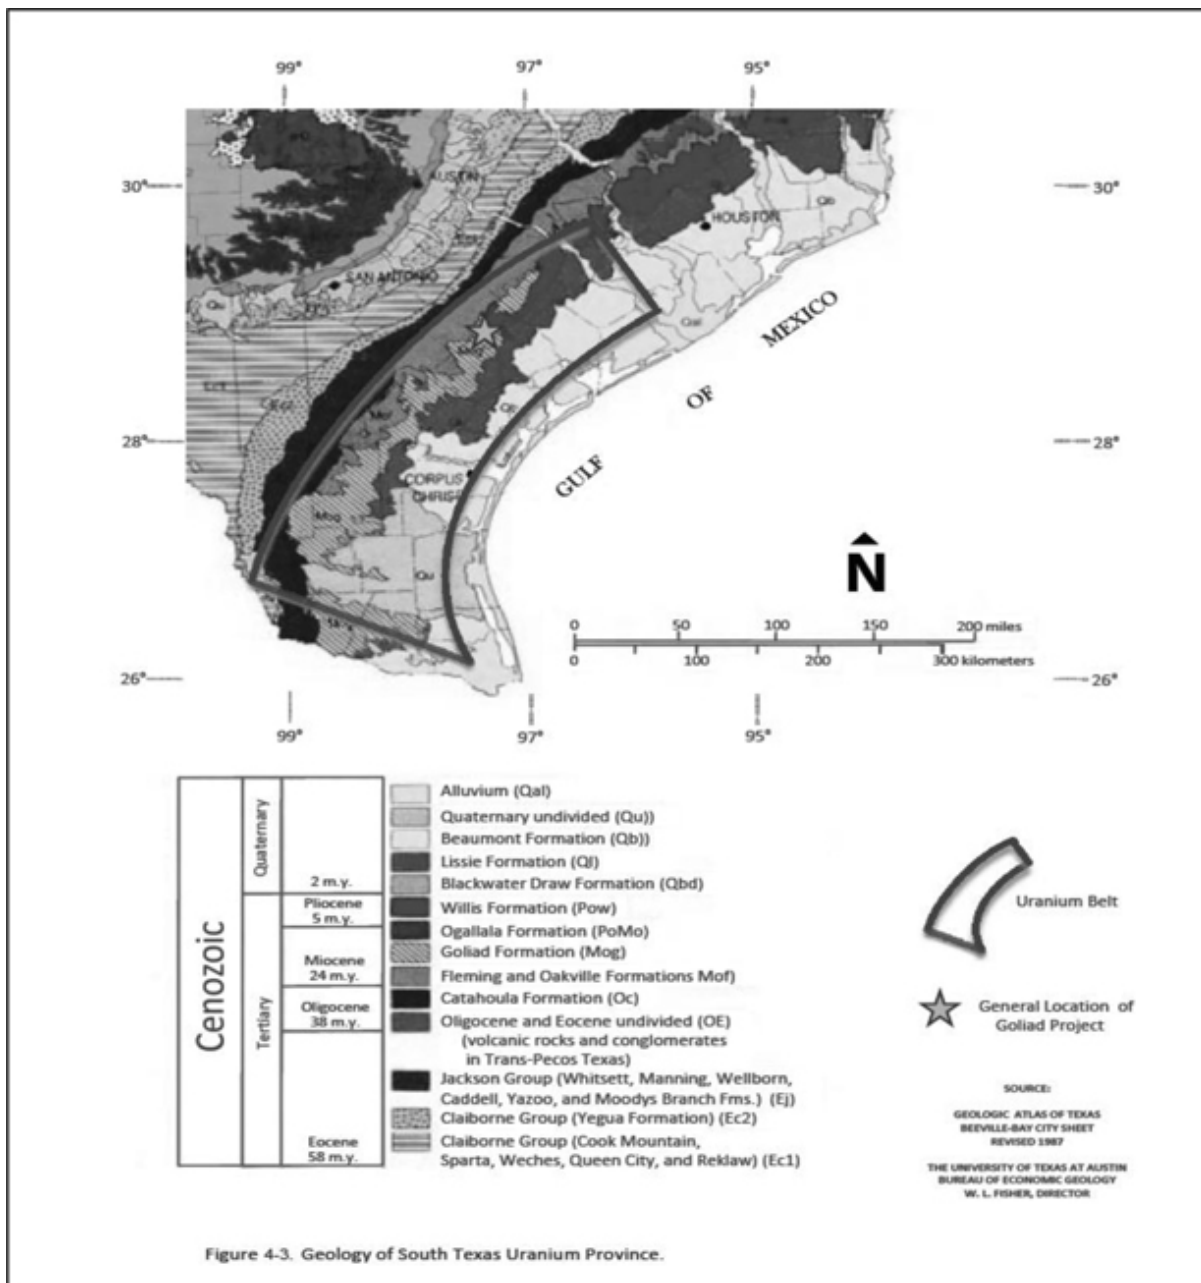 99°
97°
95°
30°
30°
AUSTIN
Qb
HOUSTON
SAN ANTONIO
Qu
Qal
MEXICO
OF
GULF
28°
28°
CORPUS
CHRIS
Mog
Qu
N
0 50 100 150 200 miles
0 100 200 300 kilometers
26°
26°
99°
97°
95°
Cenozoic
Quaternary
Tertiary
2 m.y.
Pliocene
5 m.y.
Miocene
24 m.y.
Oligocene
38 m.y.
Eocene
58 m.y.
Alluvium (Qal)
Quaternary undivided (Qu))
Beaumont Formation (Qb))
Lissie Formation (Ql)
Blackwater Draw Formation (Qbd)
Willis Formation (Pow)
Ogallala Formation (PoMo)
Goliad Formation (Mog)
Fleming and Oakville Formations Mof)
Catahoula Formation (Oc)
Oligocene and Eocene undivided (OE)
(volcanic rocks and conglomerates
in Trans-Pecos Texas)
Jackson Group (Whitsett, Manning, Wellborn,
Caddell, Yazoo, and Moodys Branch Fms.) (Ej)
Claiborne Group (Yegua Formation) (Ec2)
Claiborne Group (Cook Mountain,
Sparta, Weches, Queen City, and Reklaw) (Ec1)
Uranium Belt
General Location of
Goliad Project
SOURCE:
GEOLOGIC ATLAS OF TEXAS
BEEVILLE-BAY CITY SHEET
REVISED 1987
THE UNIVERSITY OF TEXAS AT AUSTIN
BUREAU OF ECONOMIC GEOLOGY
W. L. FISHER, DIRECTOR
Figure 4-3. Geology of South Texas Uranium Province.